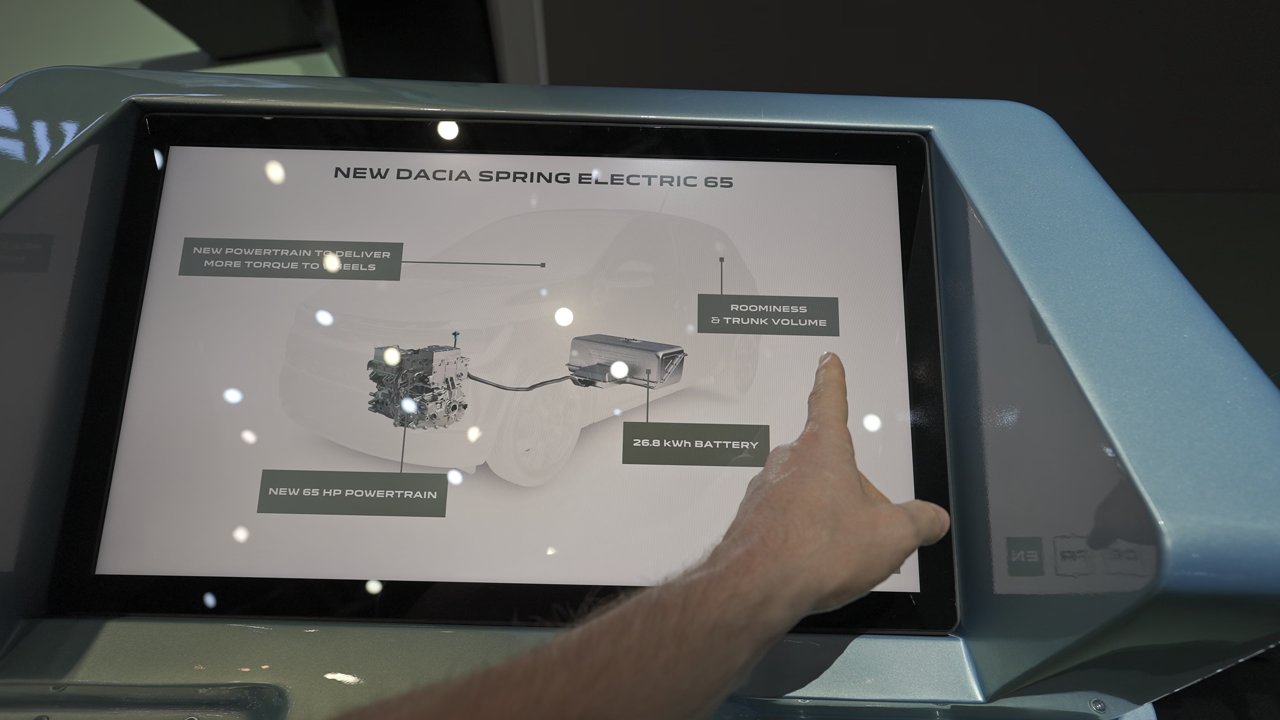 NEW DACIA SPRING ELECTRIC 65
NEW POWERTRAIN TO DELIVER
MORE TORQUE TO WHEELS
ROOMINESS
& TRUNK VOLUME
26.8 kWh BATTERY
NEW 65 HP POWERTRAIN
EN
FR